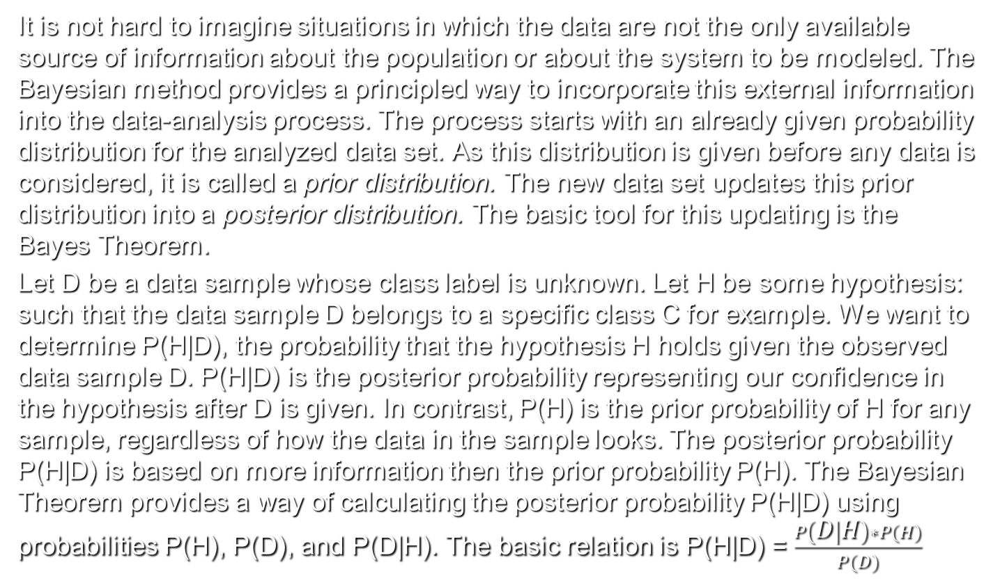 It is not hard to imagine situations in which the data are not the only available
source of information about the population or about the system to be modeled. The
Bayesian method provides a principled way to incorporate this external information
into the data-analysis process. The process starts with an already given probability
distribution for the analyzed data set. As this distribution is given before any data is
considered, it is called a prior distribution. The new data set updates this prior
distribution into a posterior distribution. The basic tool for this updating is the
Bayes Theorem.
Let D be a data sample whose class label is unknown. Let H be some hypothesis:
such that the data sample D belongs to a specific class C for example. We want to
determine P(H|D), the probability that the hypothesis H holds given the observed
data sample D. P(H|D) is the posterior probability representing our confidence in
the hypothesis after D is given. In contrast, P(H) is the prior probability of H for any
sample, regardless of how the data in the sample looks. The posterior probability
P(H|D) is based on more information then the prior probability P(H). The Bayesian
Theorem provides a way of calculating the posterior probability P(H|D) using
probabilities P(H), P(D), and P(D|H). The basic relation is P(H|D) = P(D|H)*P(H)
P(D)